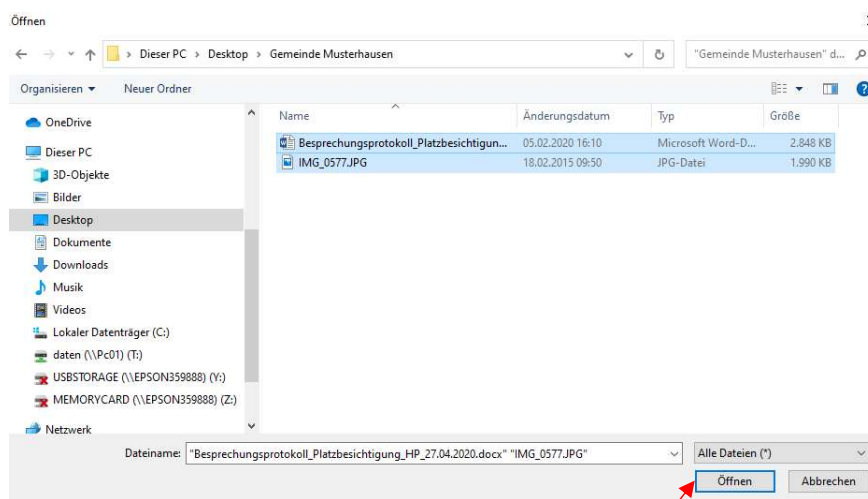 Öffnen
Dieser PC > Desktop > Gemeinde Musterhausen
"Gemeinde Musterhausen" d...
Organisieren Neuer Ordner
Name Änderungsdatum Typ Größe
Besprechungsprotokoll_Platzbesichtigun... 05.02.2020 16:10 Microsoft Word-D... 2.848 KB
IMG_0577.JPG 18.02.2015 09:50 JPG-Datei 1.990 KB
OneDrive
Dieser PC
3D-Objekte
Bilder
Desktop
Dokumente
Downloads
Musik
Videos
Lokaler Datenträger (C:)
daten (\\Pc01) (T:)
USBSTORAGE (\\EPSON359888) (Y:)
MEMORYCARD (\\EPSON359888) (Z:)
Netzwerk
Dateiname: "Besprechungsprotokoll_Platzbesichtigung_HP_27.04.2020.docx" "IMG_0577.JPG" Alle Dateien (*)
Öffnen Abbrechen